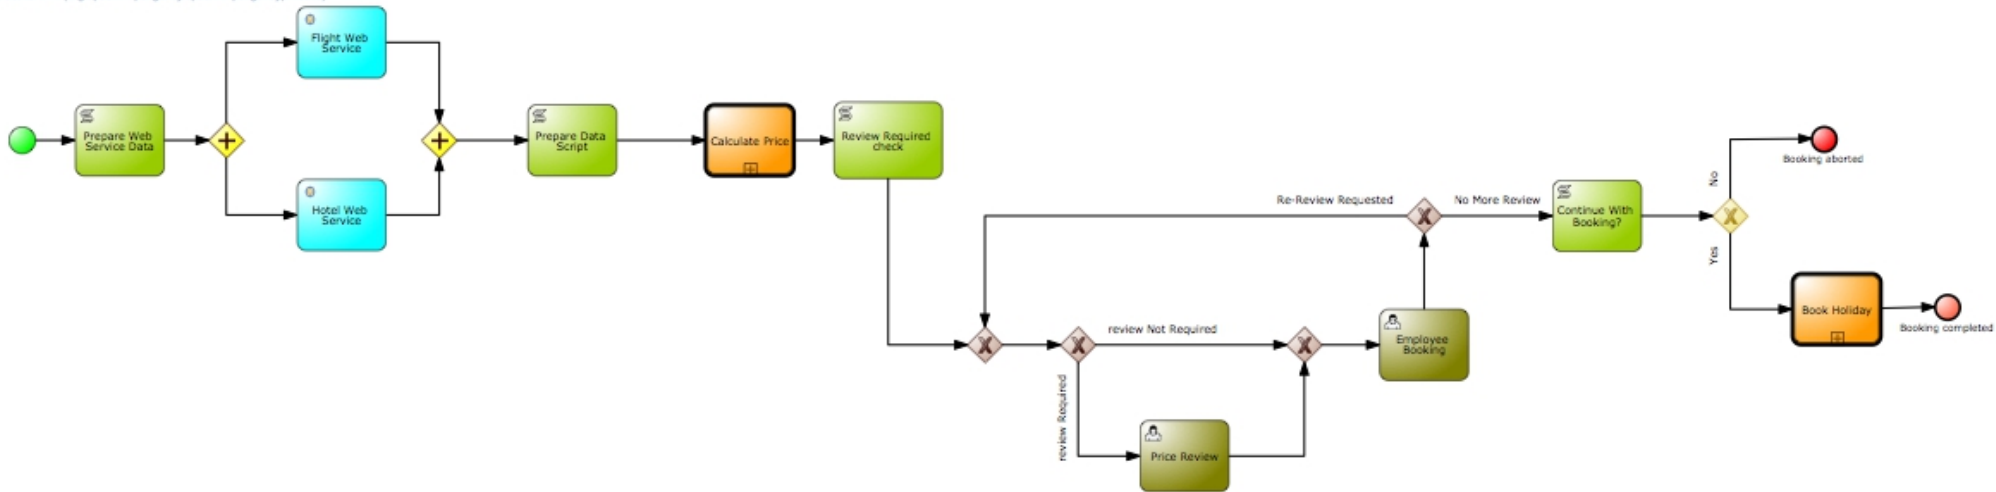 Flight Web
Service
Prepare Web
Service Data
Hotel Web
Service
Prepare Data
Script
Calculate Price
Review Required
check
Re-Review Requested
No More Review
Continue With
Booking?
No
Yes
Booking aborted
Book Holiday
Booking completed
review Not Required
review Required
Employee
Booking
Price Review